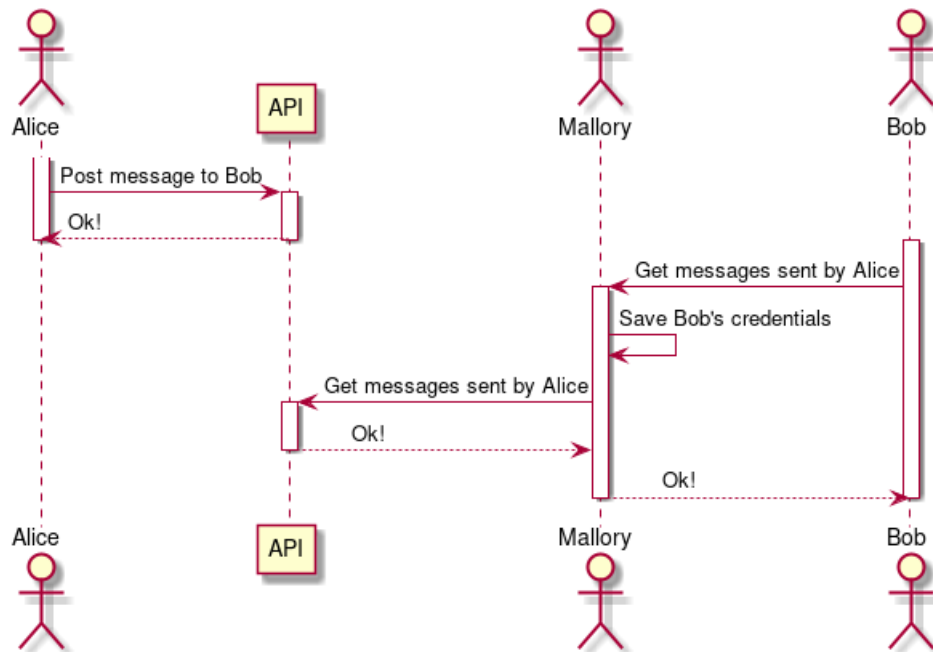 Alice
API
Mallory
Bob
Post message to Bob
Ok!
Get messages sent by Alice
Save Bob's credentials
Get messages sent by Alice
Ok!
Ok!
Alice
API
Mallory
Bob